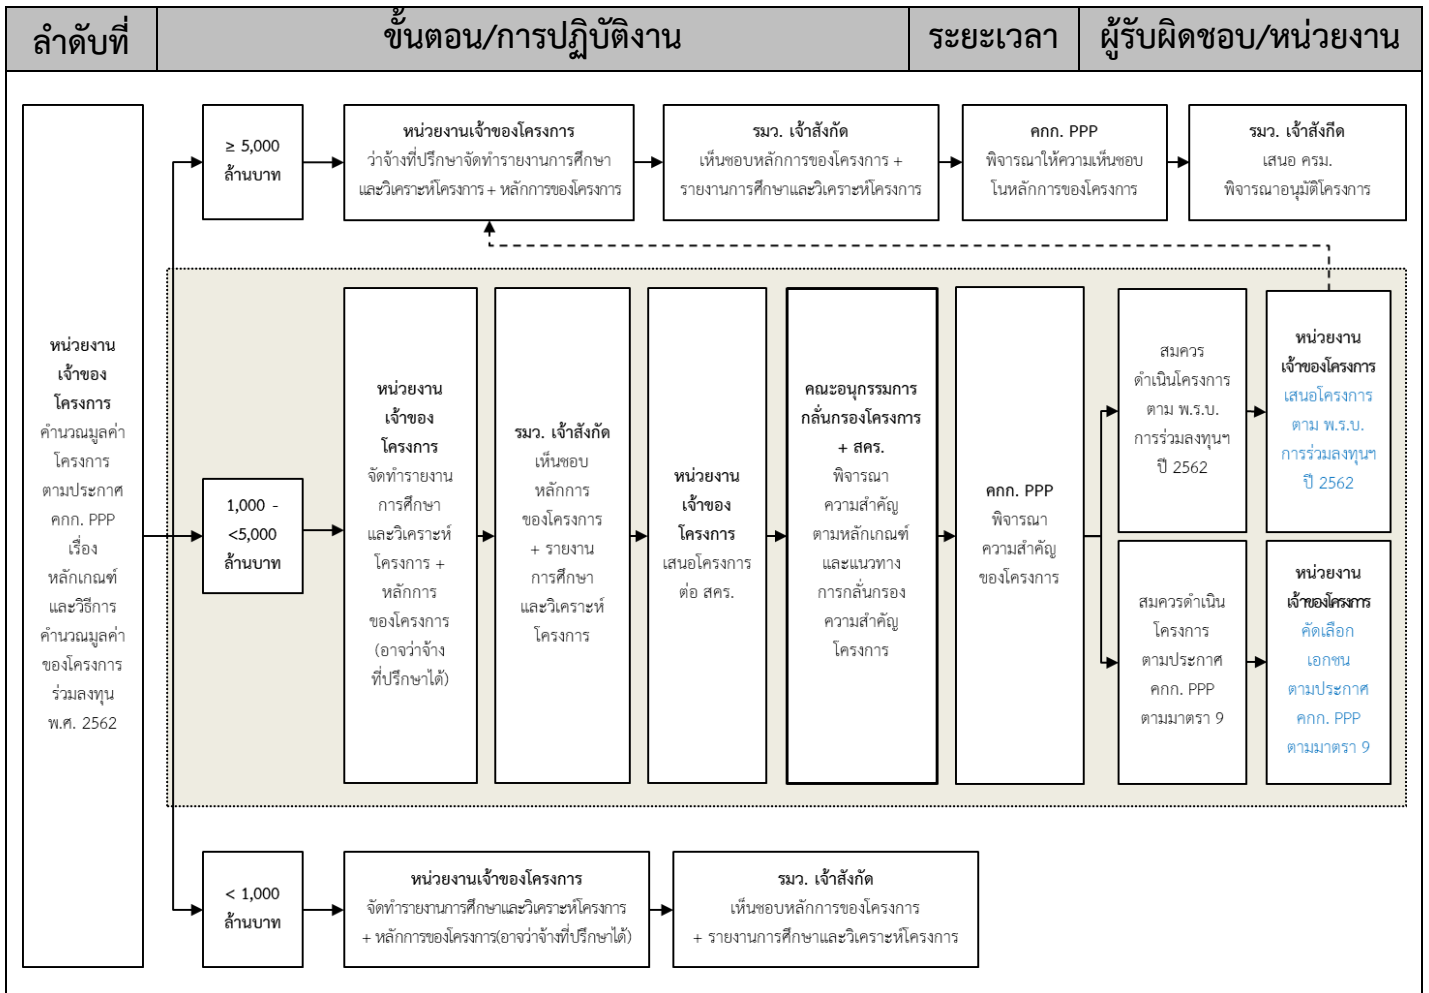 ลำดับที่
ขั้นตอน/การปฏิบัติงาน
ระยะเวลา
ผู้รับผิดชอบ/หน่วยงาน
≥ 5,000
ล้านบาท
หน่วยงานเจ้าของโครงการ
ว่าจ้างที่ปรึกษาจัดทำรายงานการศึกษา
และวิเคราะห์โครงการ + หลักการของโครงการ
รมว. เจ้าสังกัด
เห็นชอบหลักการของโครงการ +
รายงานการศึกษาและวิเคราะห์โครงการ
คกก. PPP
พิจารณาให้ความเห็นชอบ
ในหลักการของโครงการ
รมว. เจ้าสังกัด
เสนอ ครม.
พิจารณาอนุมัติโครงการ
หน่วยงาน
เจ้าของ
โครงการ
คำนวณมูลค่า
โครงการ
ตามประกาศ
คกก. PPP
เรื่อง
หลักเกณฑ์
และวิธีการ
คำนวณมูลค่า
ของโครงการ
ร่วมลงทุน
พ.ศ. 2562
1,000 -
<5,000
ล้านบาท
หน่วยงาน
เจ้าของ
โครงการ
จัดทำรายงาน
การศึกษา
และวิเคราะห์
โครงการ +
หลักการ
ของโครงการ
(อาจว่าจ้าง
ที่ปรึกษาได้)
รมว. เจ้าสังกัด
เห็นชอบ
หลักการ
ของโครงการ
+ รายงาน
การศึกษา
และวิเคราะห์
โครงการ
หน่วยงาน
เจ้าของ
โครงการ
เสนอโครงการ
ต่อ สคร.
คณะอนุกรรมการ
กลั่นกรองโครงการ
+ สคร.
พิจารณา
ความสำคัญ
ตามหลักเกณฑ์
และแนวทาง
การกลั่นกรอง
ความสำคัญ
โครงการ
คกก. PPP
พิจารณา
ความสำคัญ
ของโครงการ
สมควร
ดำเนินโครงการ
ตาม พ.ร.บ.
การร่วมลงทุนฯ
ปี 2562
หน่วยงาน
เจ้าของโครงการ
เสนอโครงการ
ตาม พ.ร.บ.
การร่วมลงทุนฯ
ปี 2562
สมควรดำเนิน
โครงการ
ตามประกาศ
คกก. PPP
ตามมาตรา 9
หน่วยงาน
เจ้าของโครงการ
คัดเลือก
เอกชน
ตามประกาศ
คกก. PPP
ตามมาตรา 9
< 1,000
ล้านบาท
หน่วยงานเจ้าของโครงการ
จัดทำรายงานการศึกษาและวิเคราะห์โครงการ
+ หลักการของโครงการ(อาจว่าจ้างที่ปรึกษาได้)
รมว. เจ้าสังกัด
เห็นชอบหลักการของโครงการ
+ รายงานการศึกษาและวิเคราะห์โครงการ